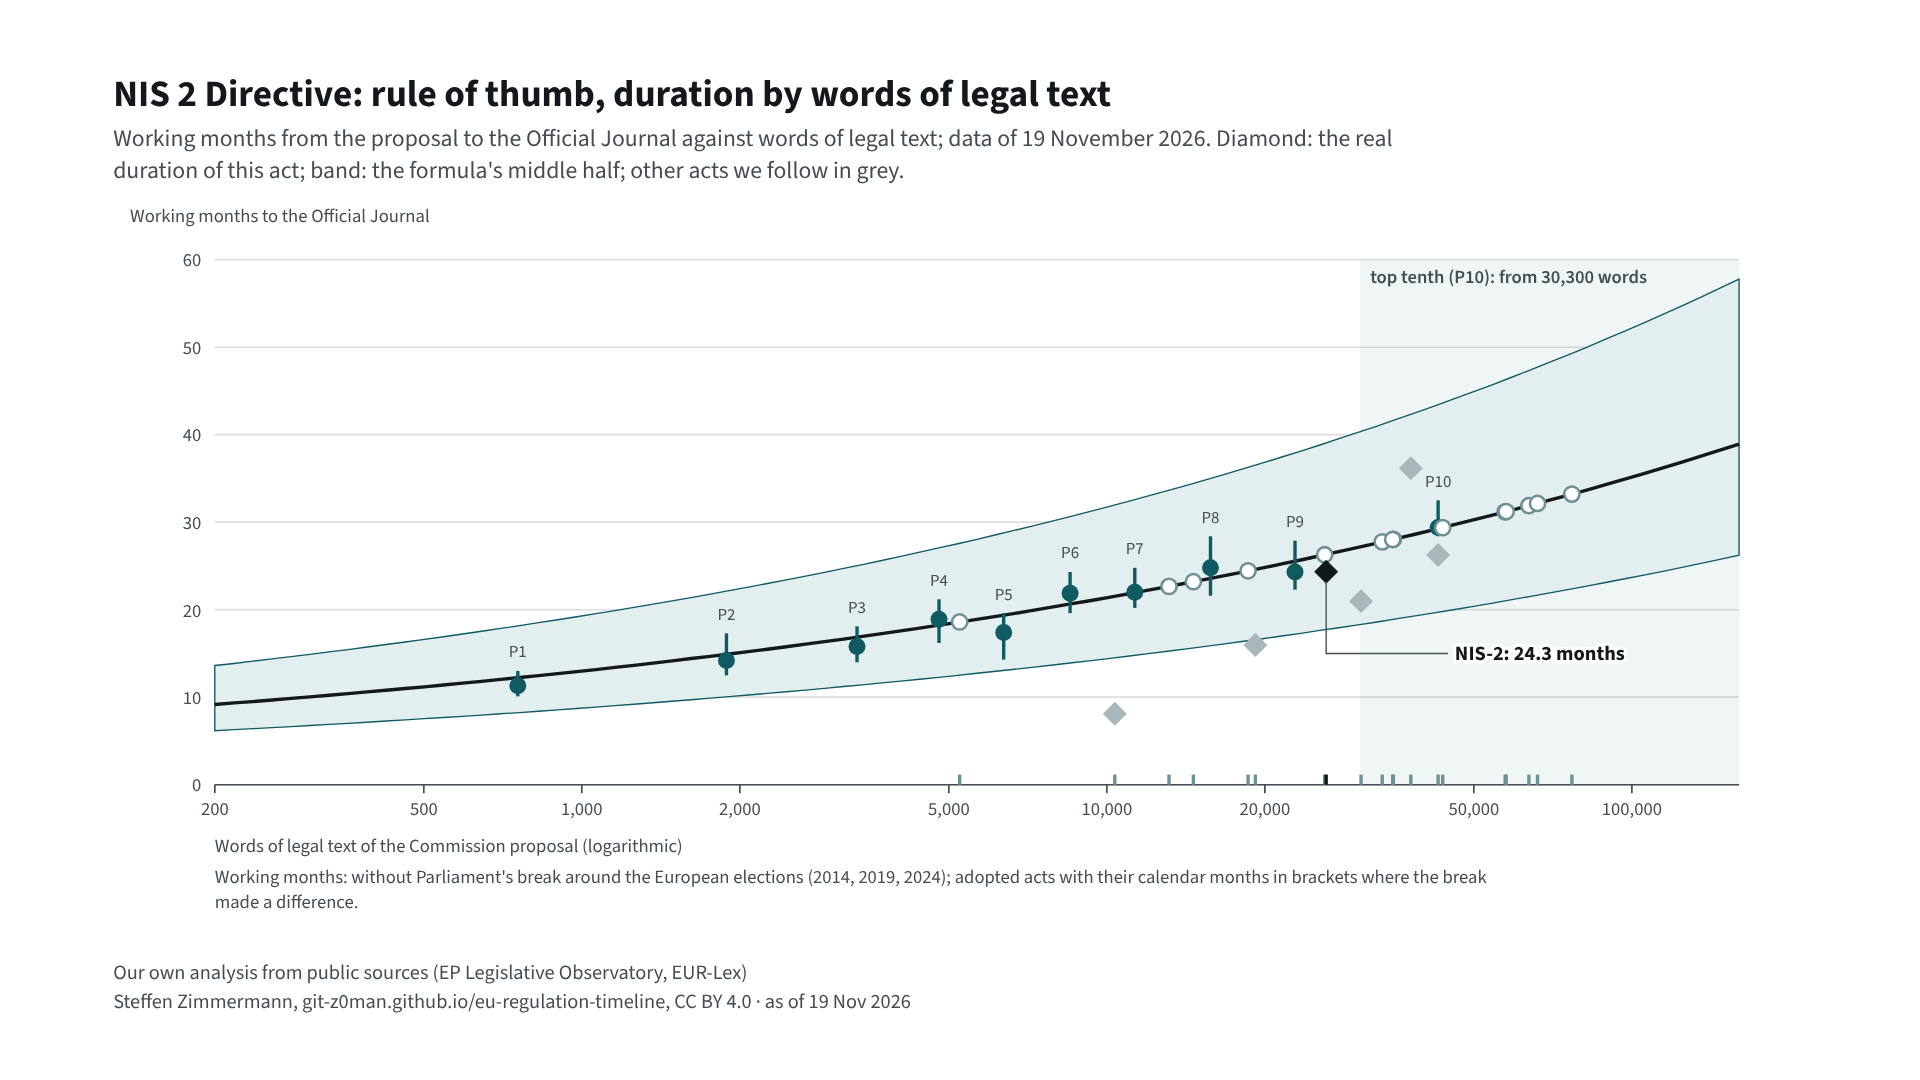 NIS 2 Directive: rule of thumb, duration by words of legal text
Working months from the proposal to the Official Journal against words of legal text; data of 19 November 2026. Diamond: the real
duration of this act; band: the formula's middle half; other acts we follow in grey.
Working months to the Official Journal
60
top tenth (P10): from 30,300 words
50
40
P10
30
P8
P9
P7
P6
P4
P5
P3
P2
20
P1
NIS-2: 24.3 months
10
0
200
500
1,000
2,000
5,000
10,000
20,000
50,000
100,000
Words of legal text of the Commission proposal (logarithmic)
Working months: without Parliament's break around the European elections (2014, 2019, 2024); adopted acts with their calendar months in brackets where the break
made a difference.
Our own analysis from public sources (EP Legislative Observatory, EUR-Lex)
Steffen Zimmermann, git-z0man.github.io/eu-regulation-timeline, CC BY 4.0 · as of 19 Nov 2026